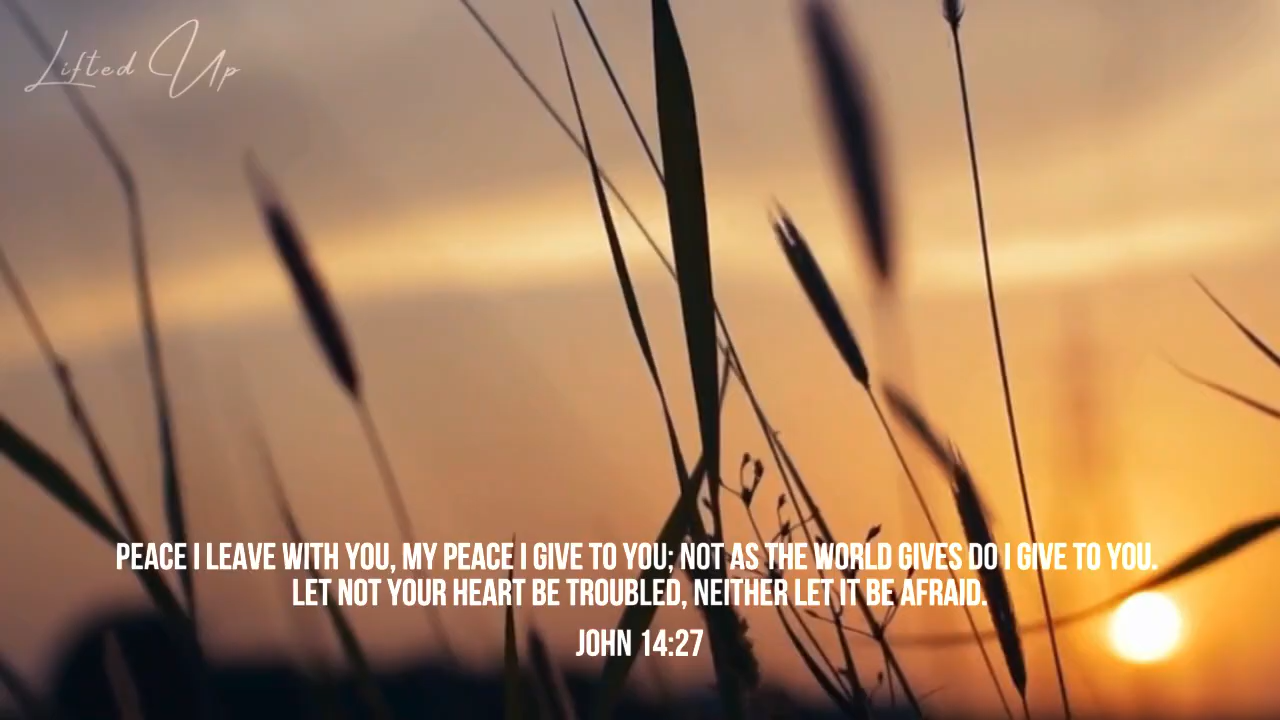 Lifted Up
PEACE I LEAVE WITH YOU, MY PEACE I GIVE TO YOU; NOT AS THE WORLD GIVES DO I GIVE TO YOU.
LET NOT YOUR HEART BE TROUBLED, NEITHER LET IT BE AFRAID.
JOHN 14:27